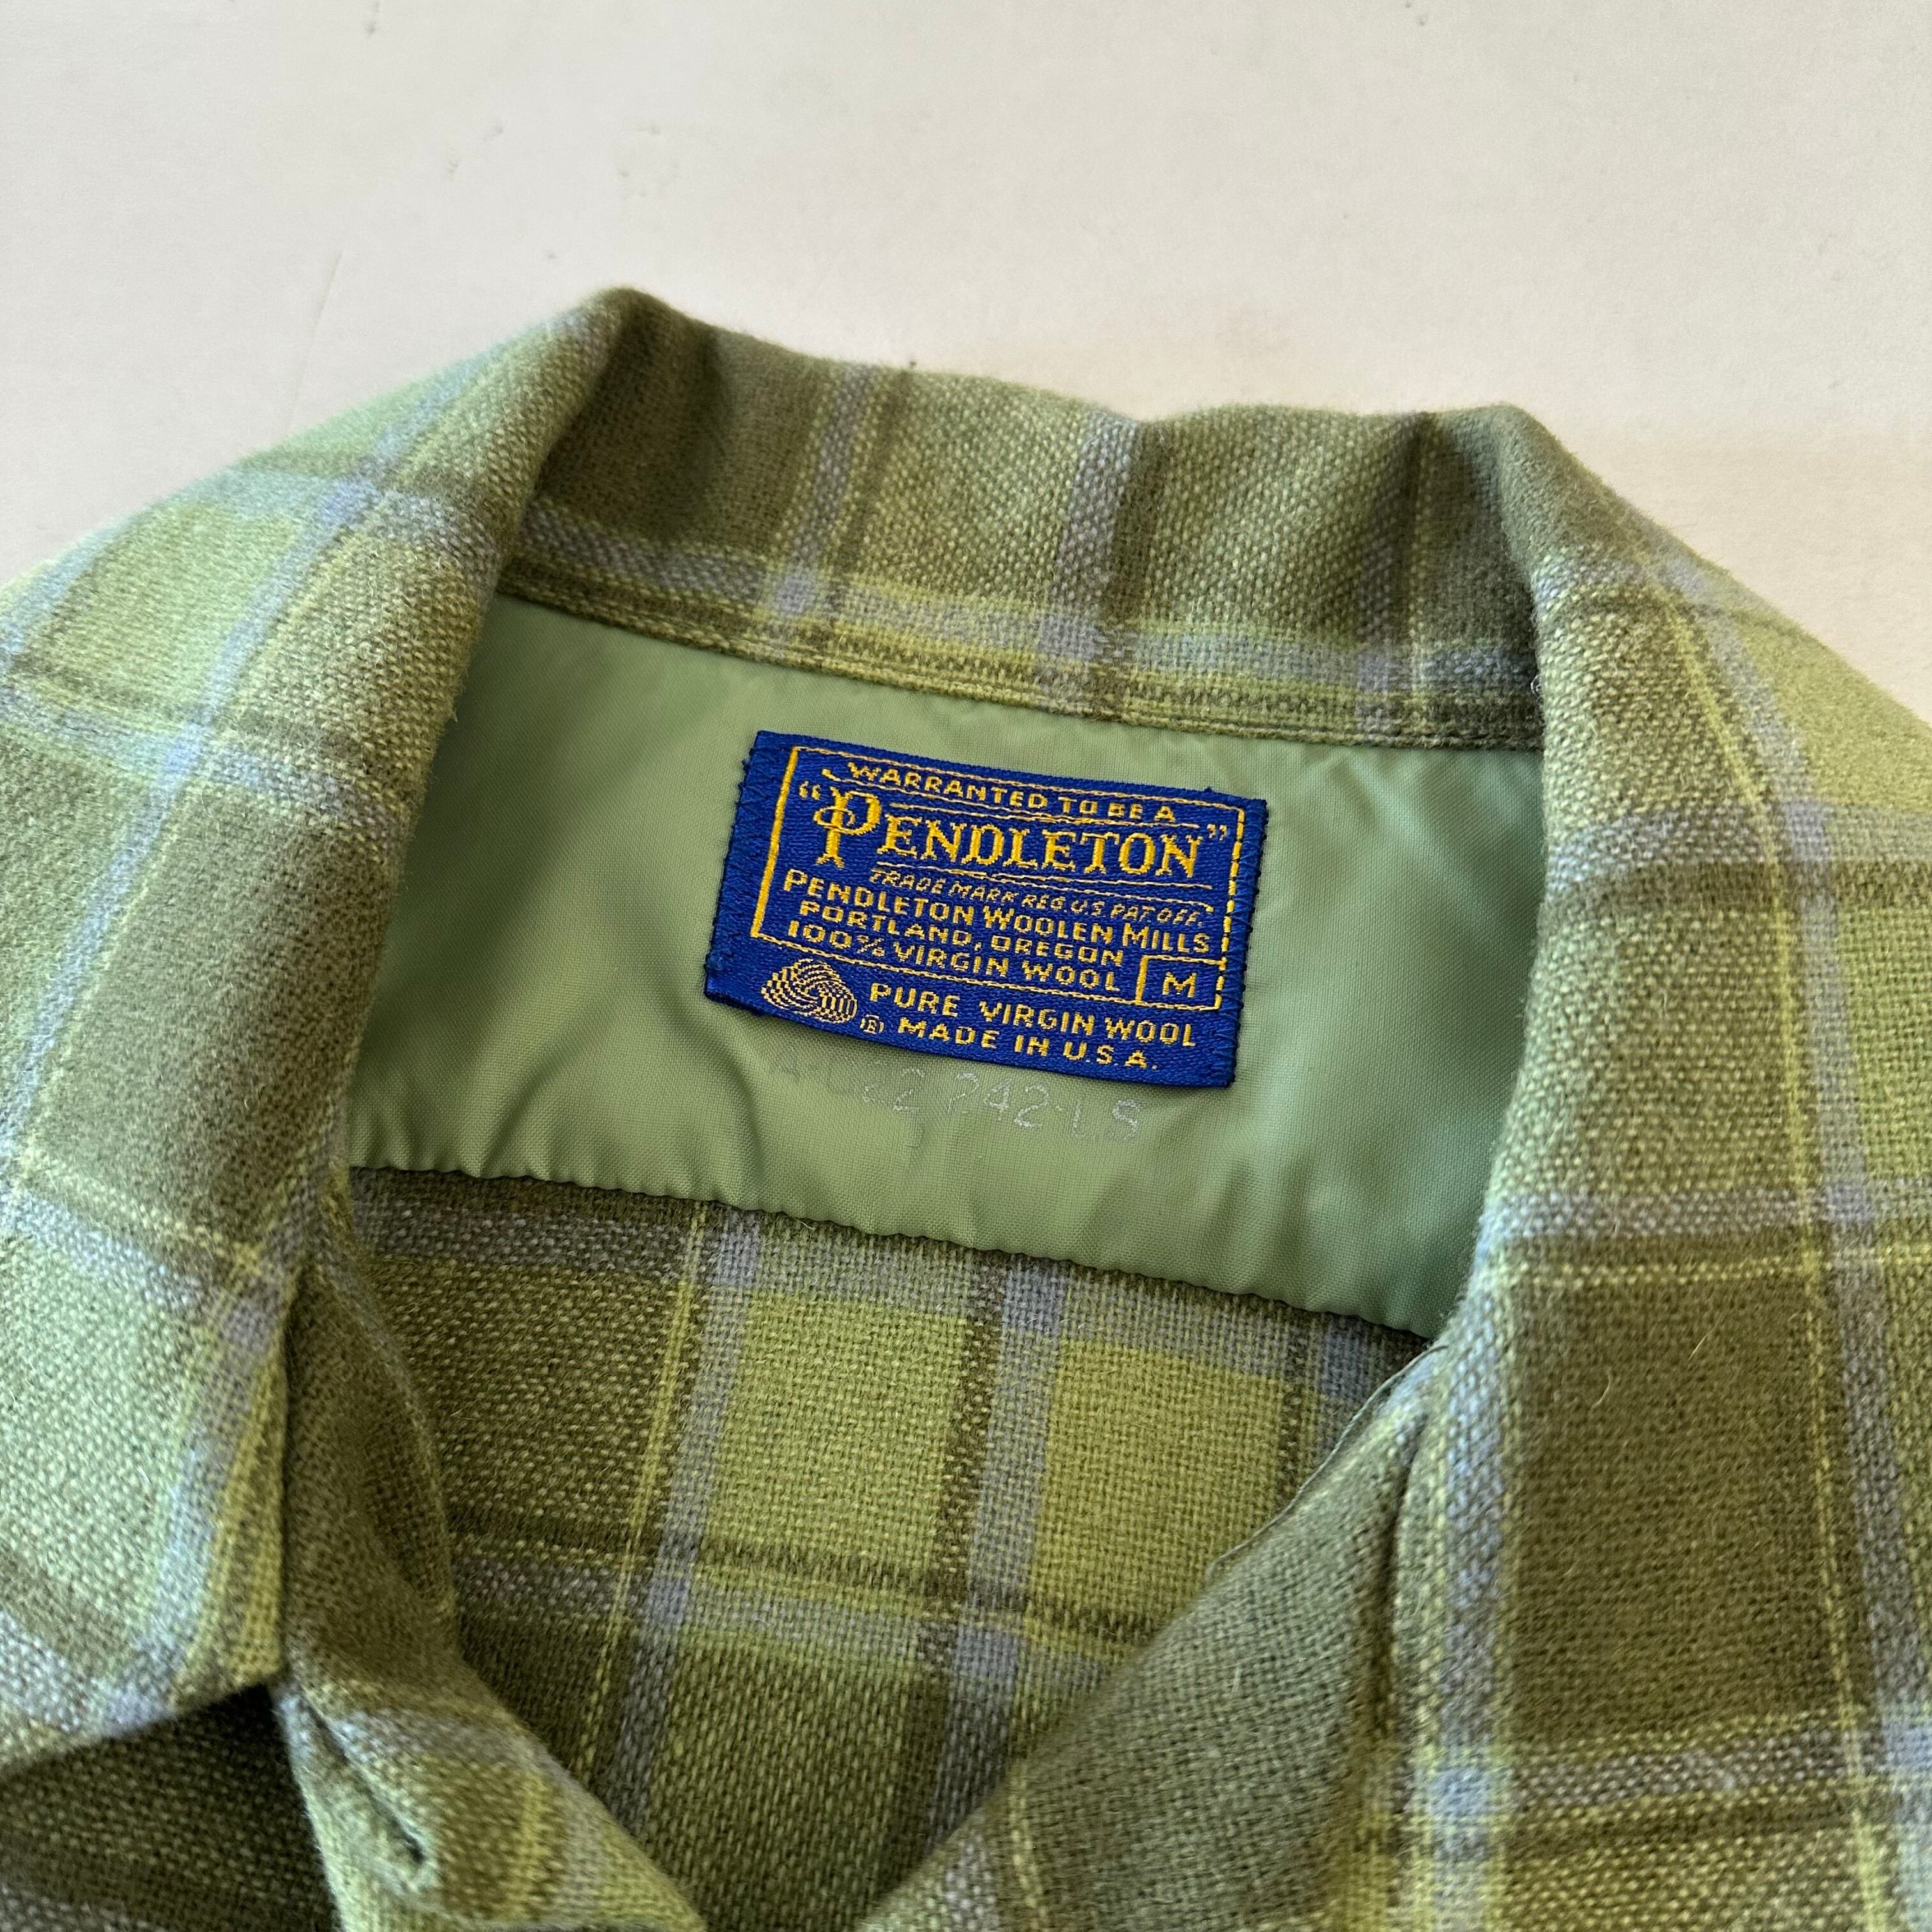 WARRANTED TO BE A
"PENDLETON"
TRADE MARK REG. U.S. PAT OFF.
PENDLETON WOOLEN MILLS
PORTLAND, OREGON
100% VIRGIN WOOL M
PURE VIRGIN WOOL
® MADE IN U.S.A.